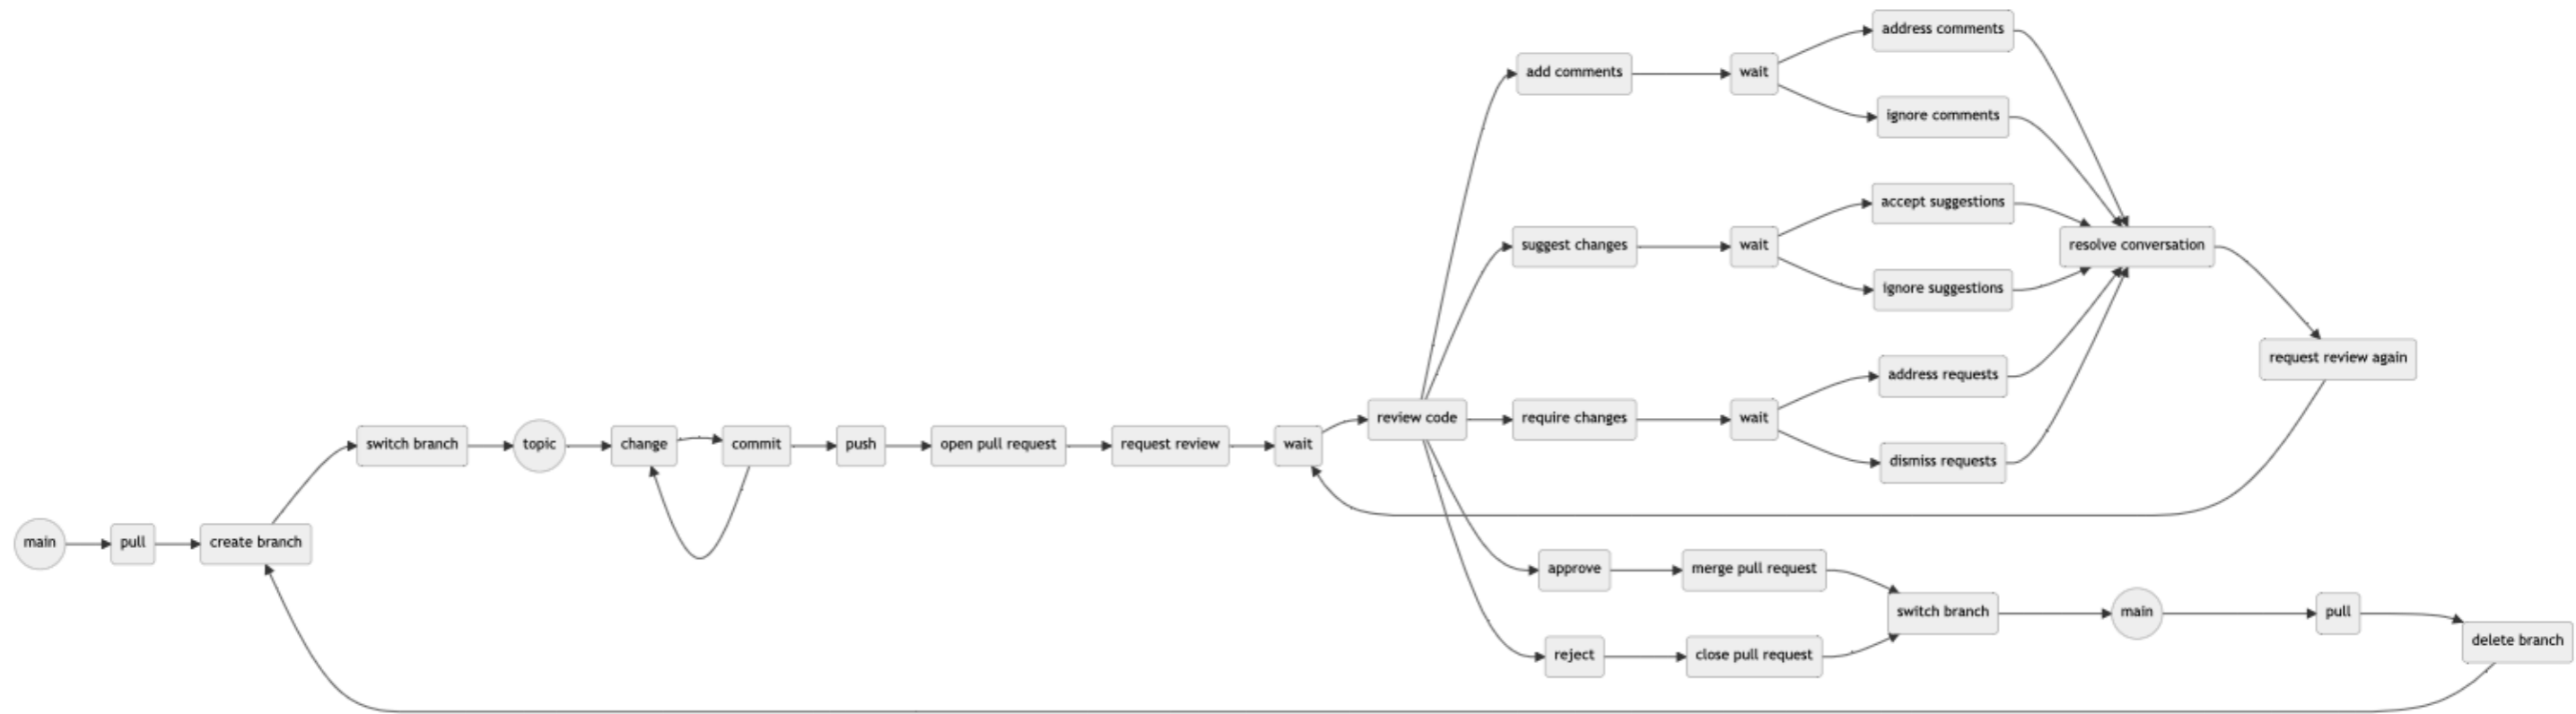 main
pull
create branch
switch branch
topic
change
commit
push
open pull request
request review
wait
review code
add comments
wait
address comments
ignore comments
suggest changes
wait
accept suggestions
ignore suggestions
require changes
wait
address requests
dismiss requests
resolve conversation
request review again
approve
merge pull request
reject
close pull request
switch branch
main
pull
delete branch